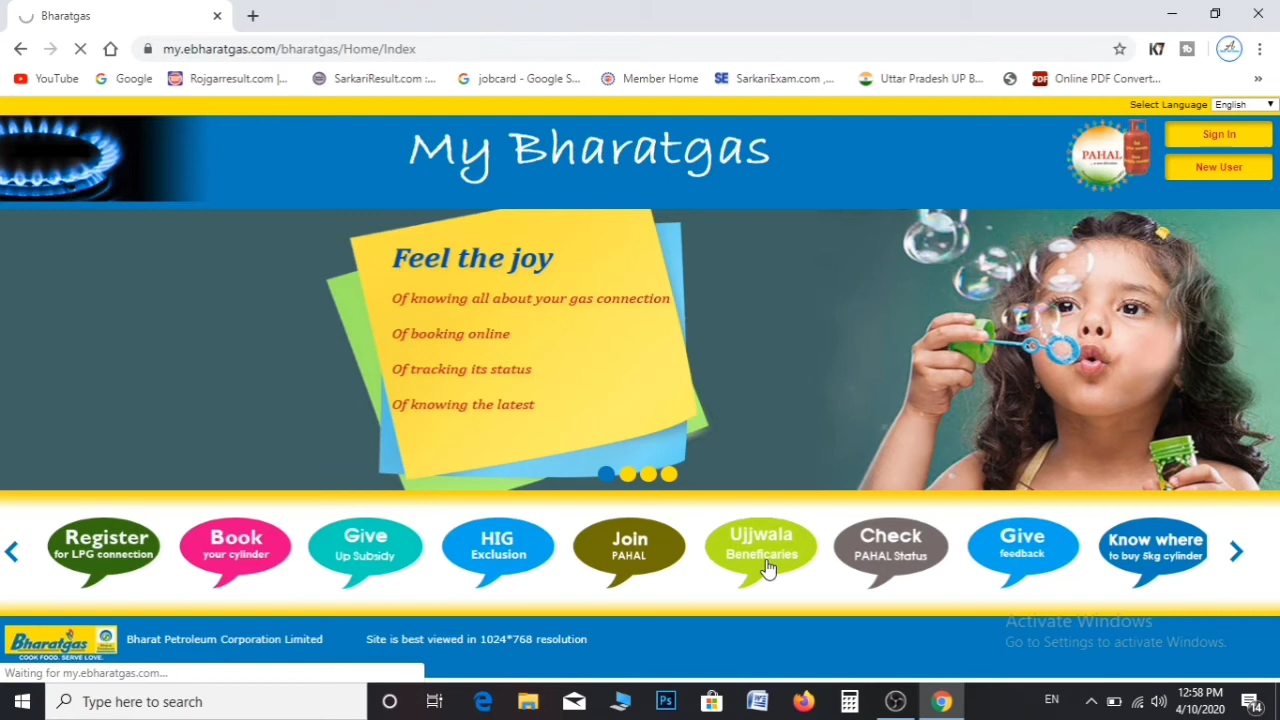 Bharatgas
my.ebharatgas.com/bharatgas/Home/Index
K7
YouTube Google Rojgarresult.com |... SarkariResult.com :... jobcard - Google S... Member Home SE SarkariExam.com ,... Uttar Pradesh UP B... PDF Online PDF Convert... »
Select Language English
My Bharatgas
PAHAL
Sign In
New User
Feel the joy
Of knowing all about your gas connection
Of booking online
Of tracking its status
Of knowing the latest
Register
for LPG connection
Book
your cylinder
Give
Up Subsidy
HIG
Exclusion
Join
PAHAL
Ujjwala
Beneficaries
Check
PAHAL Status
Give
feedback
Know where
to buy 5kg cylinder
Activate Windows
Go to Settings to activate Windows.
Bharatgas
COOK FOOD. SERVE LOVE.
Bharat Petroleum Corporation Limited Site is best viewed in 1024*768 resolution
Waiting for my.ebharatgas.com...
Type here to search
Ps
W
EN
12:58 PM
4/10/2020
14